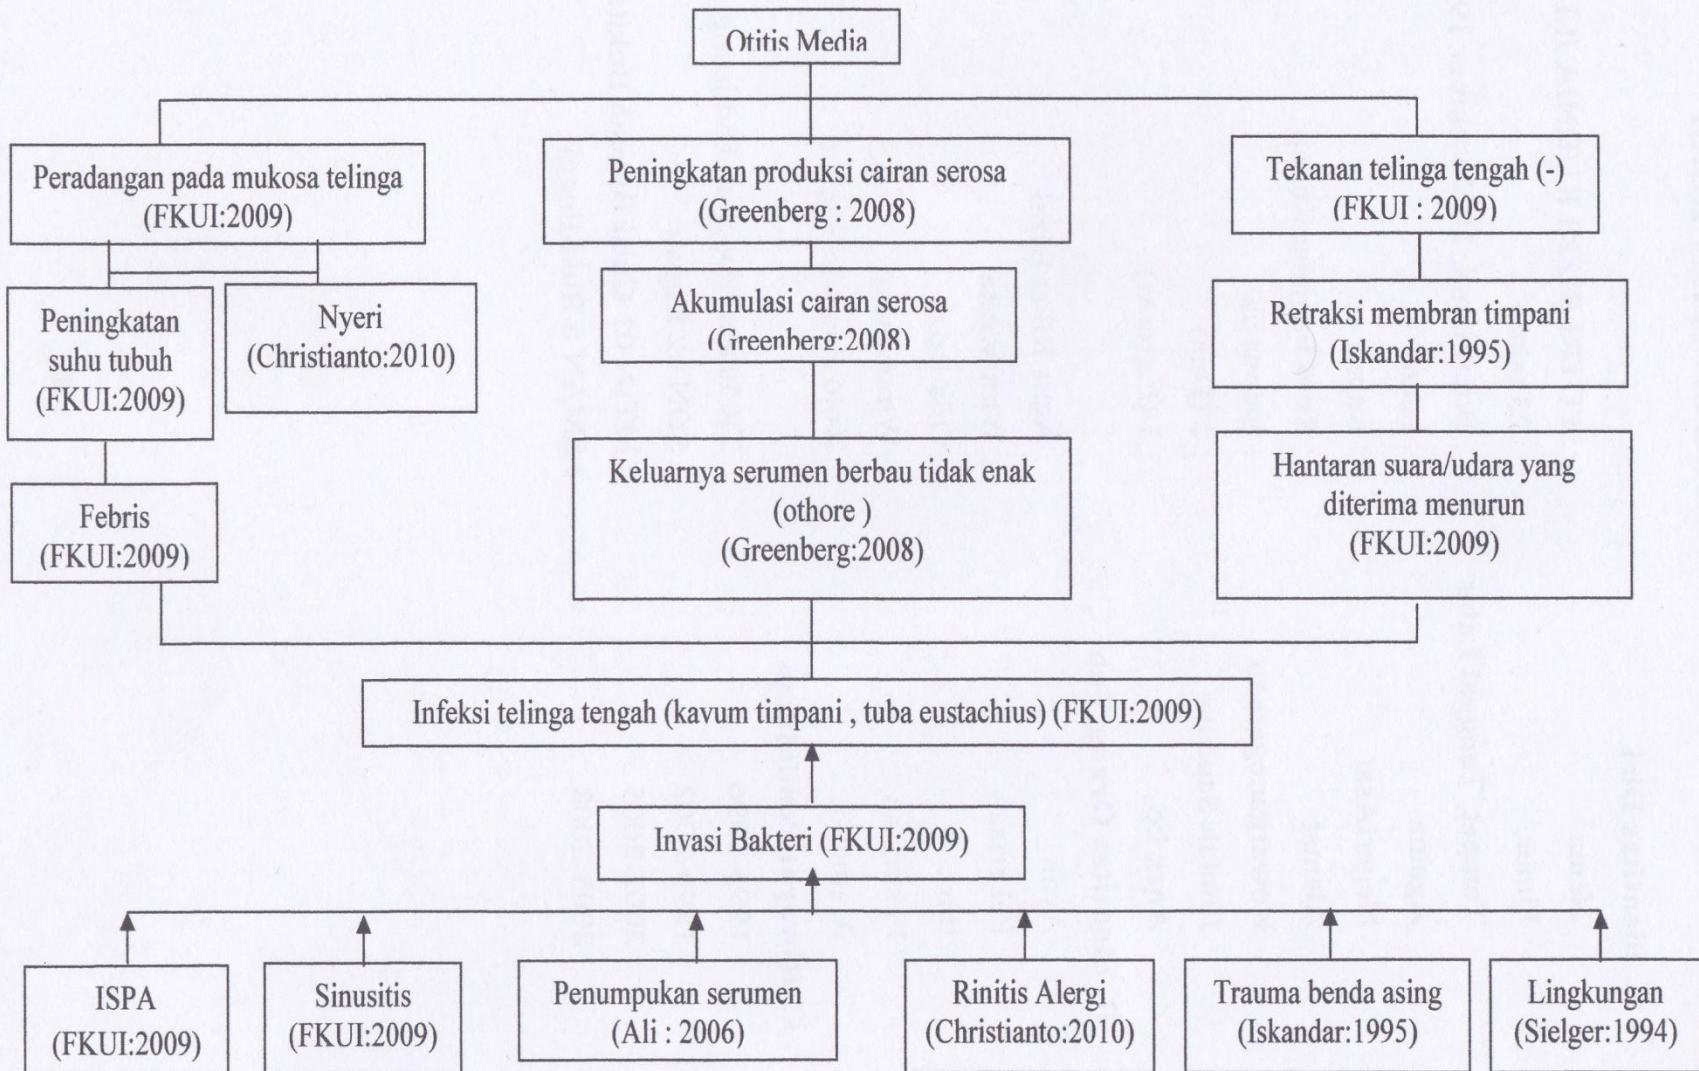 Otitis Media
Peradangan pada mukosa telinga
(FKUI:2009)
Peningkatan produksi cairan serosa
(Greenberg : 2008)
Tekanan telinga tengah (-)
(FKUI : 2009)
Peningkatan
suhu tubuh
(FKUI:2009)
Nyeri
(Christianto:2010)
Akumulasi cairan serosa
(Greenberg:2008)
Retraksi membran timpani
(Iskandar:1995)
Febris
(FKUI:2009)
Keluarnya serumen berbau tidak enak
(othore )
(Greenberg:2008)
Hantaran suara/udara yang
diterima menurun
(FKUI:2009)
Infeksi telinga tengah (kavum timpani , tuba eustachius) (FKUI:2009)
Invasi Bakteri (FKUI:2009)
ISPA
(FKUI:2009)
Sinusitis
(FKUI:2009)
Penumpukan serumen
(Ali : 2006)
Rinitis Alergi
(Christianto:2010)
Trauma benda asing
(Iskandar:1995)
Lingkungan
(Sielger:1994)